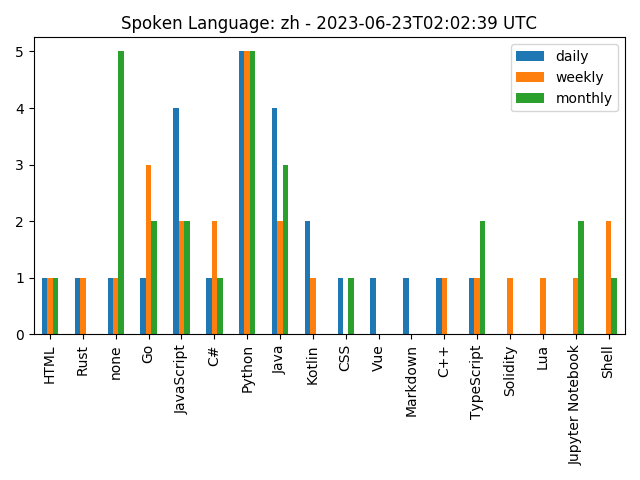 Spoken Language: zh - 2023-06-23T02:02:39 UTC
daily
weekly
monthly
5
4
3
2
1
0
HTML
Rust
none
Go
JavaScript
C#
Python
Java
Kotlin
CSS
Vue
Markdown
C++
TypeScript
Solidity
Lua
Jupyter Notebook
Shell